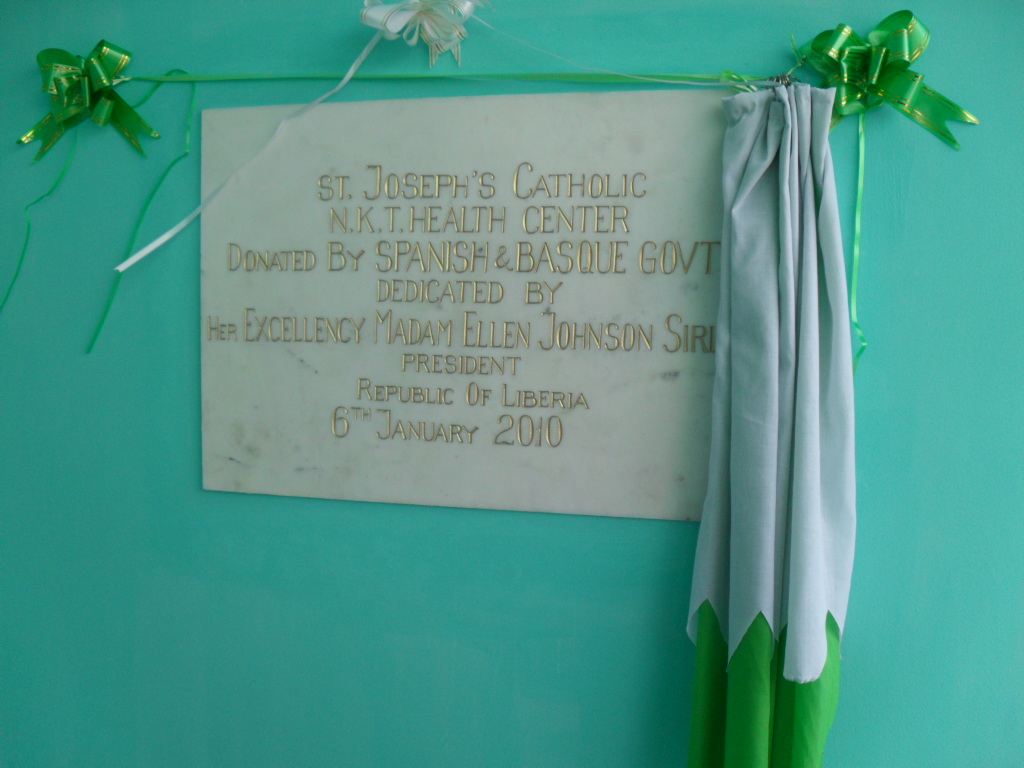 ST. JOSEPH'S CATHOLIC
N.K.T. HEALTH CENTER
DONATED BY SPANISH & BASQUE GOVT
DEDICATED BY
HER EXCELLENCY MADAM ELLEN JOHNSON SIRL
PRESIDENT
REPUBLIC OF LIBERIA
6TH JANUARY 2010